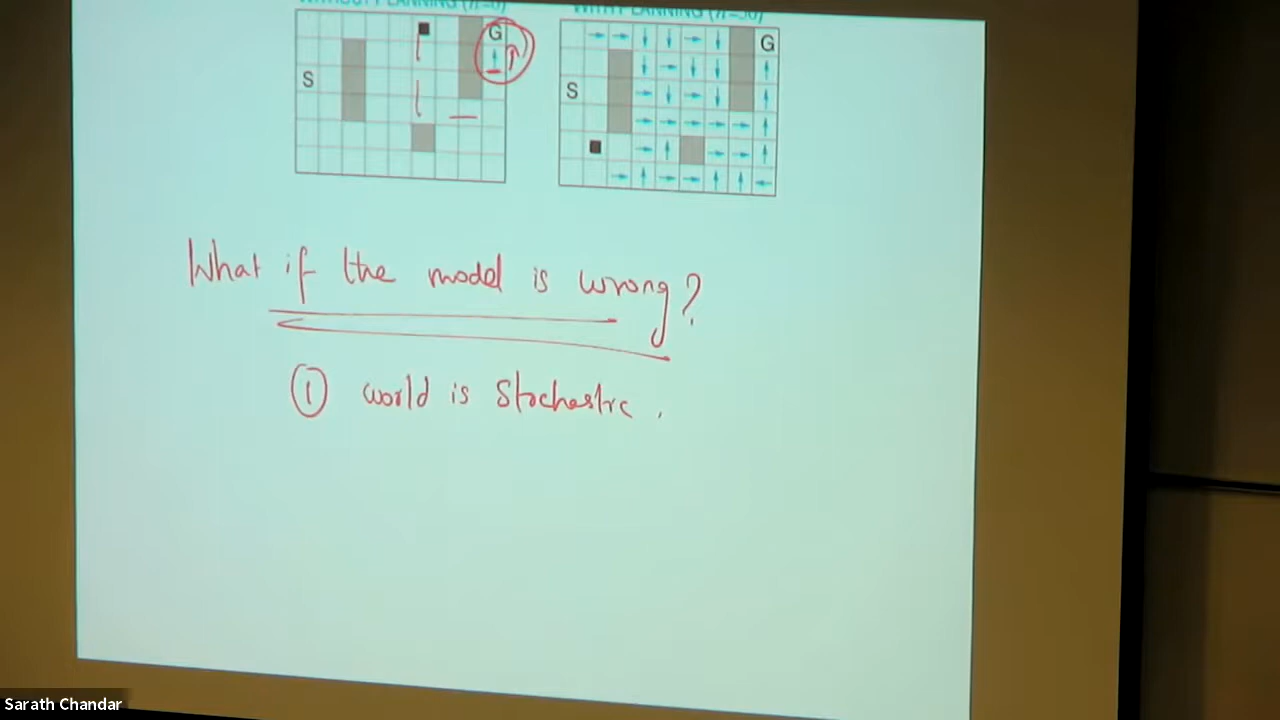 G
G
S
S
What if the model is wrong?
① world is stochastic.
Sarath Chandar